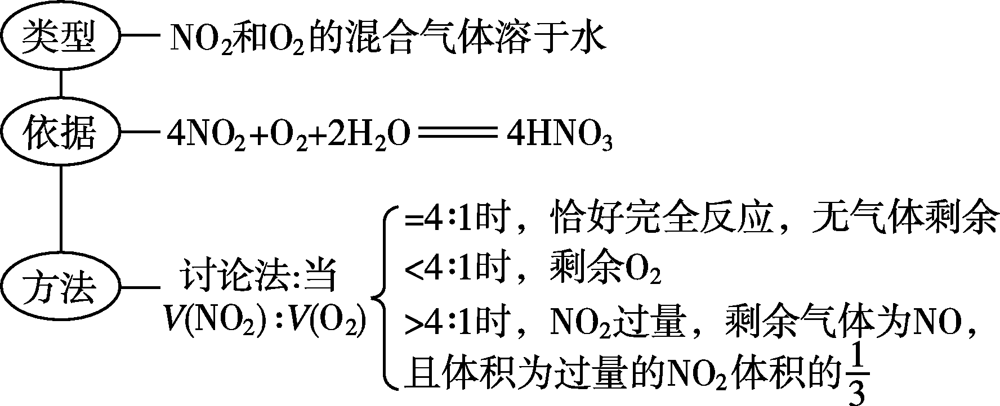 类型 NO₂和O₂的混合气体溶于水
依据 4NO₂+O₂+2H₂O══4HNO₃
方法 讨论法:当
V(NO₂)∶V(O₂)
=4∶1时，恰好完全反应，无气体剩余
<4∶1时，剩余O₂
>4∶1时，NO₂过量，剩余气体为NO，
且体积为过量的NO₂体积的1/3